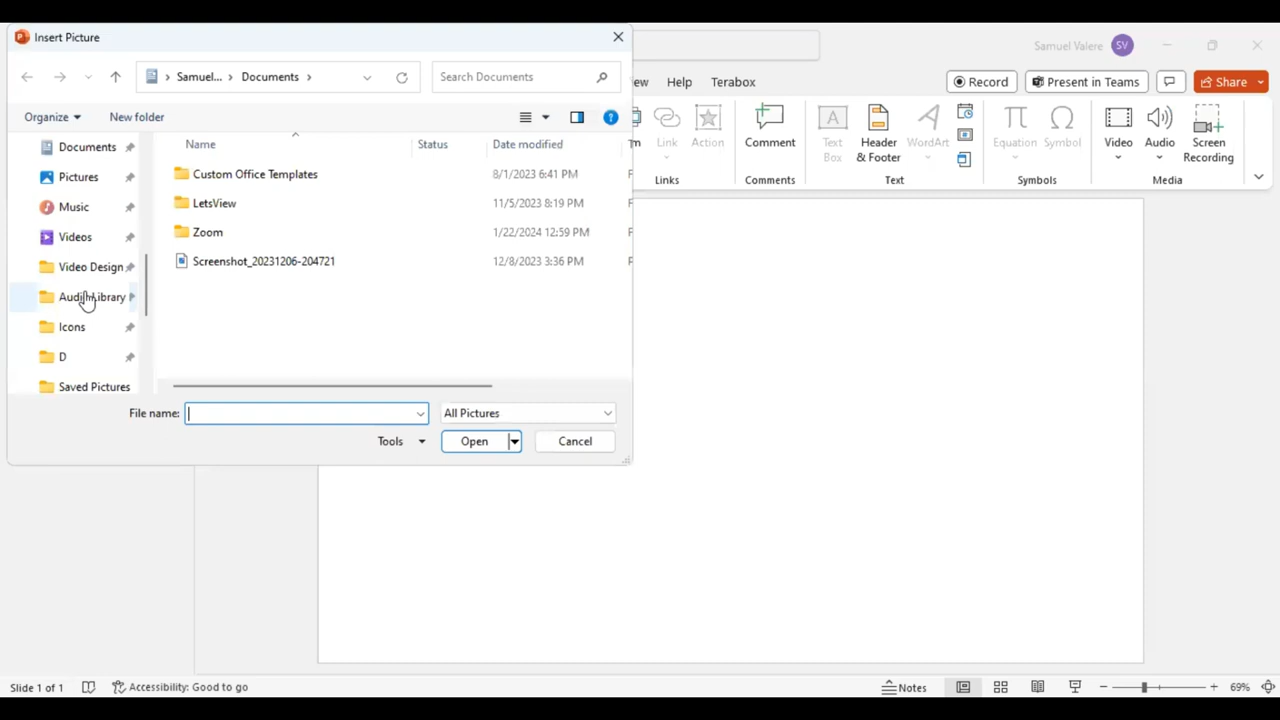 Insert Picture
Samuel... > Documents >
Search Documents
Samuel Valere SV
Help Terabox
Record
Present in Teams
Share
Organize
New folder
Name Status Date modified
Documents
Pictures
Music
Videos
Video Design
Icons
D
Saved Pictures
Custom Office Templates 8/1/2023 6:41 PM
LetsView 11/5/2023 8:19 PM
Zoom 1/22/2024 12:59 PM
Screenshot_20231206-204721 12/8/2023 3:36 PM
File name:
All Pictures
Tools
Open
Cancel
Link
Action
Links
Comment
Comments
Text
Box
Header
& Footer
WordArt
Text
Equation
Symbol
Symbols
Video
Audio
Screen
Recording
Media
Slide 1 of 1
Accessibility: Good to go
Notes
69%